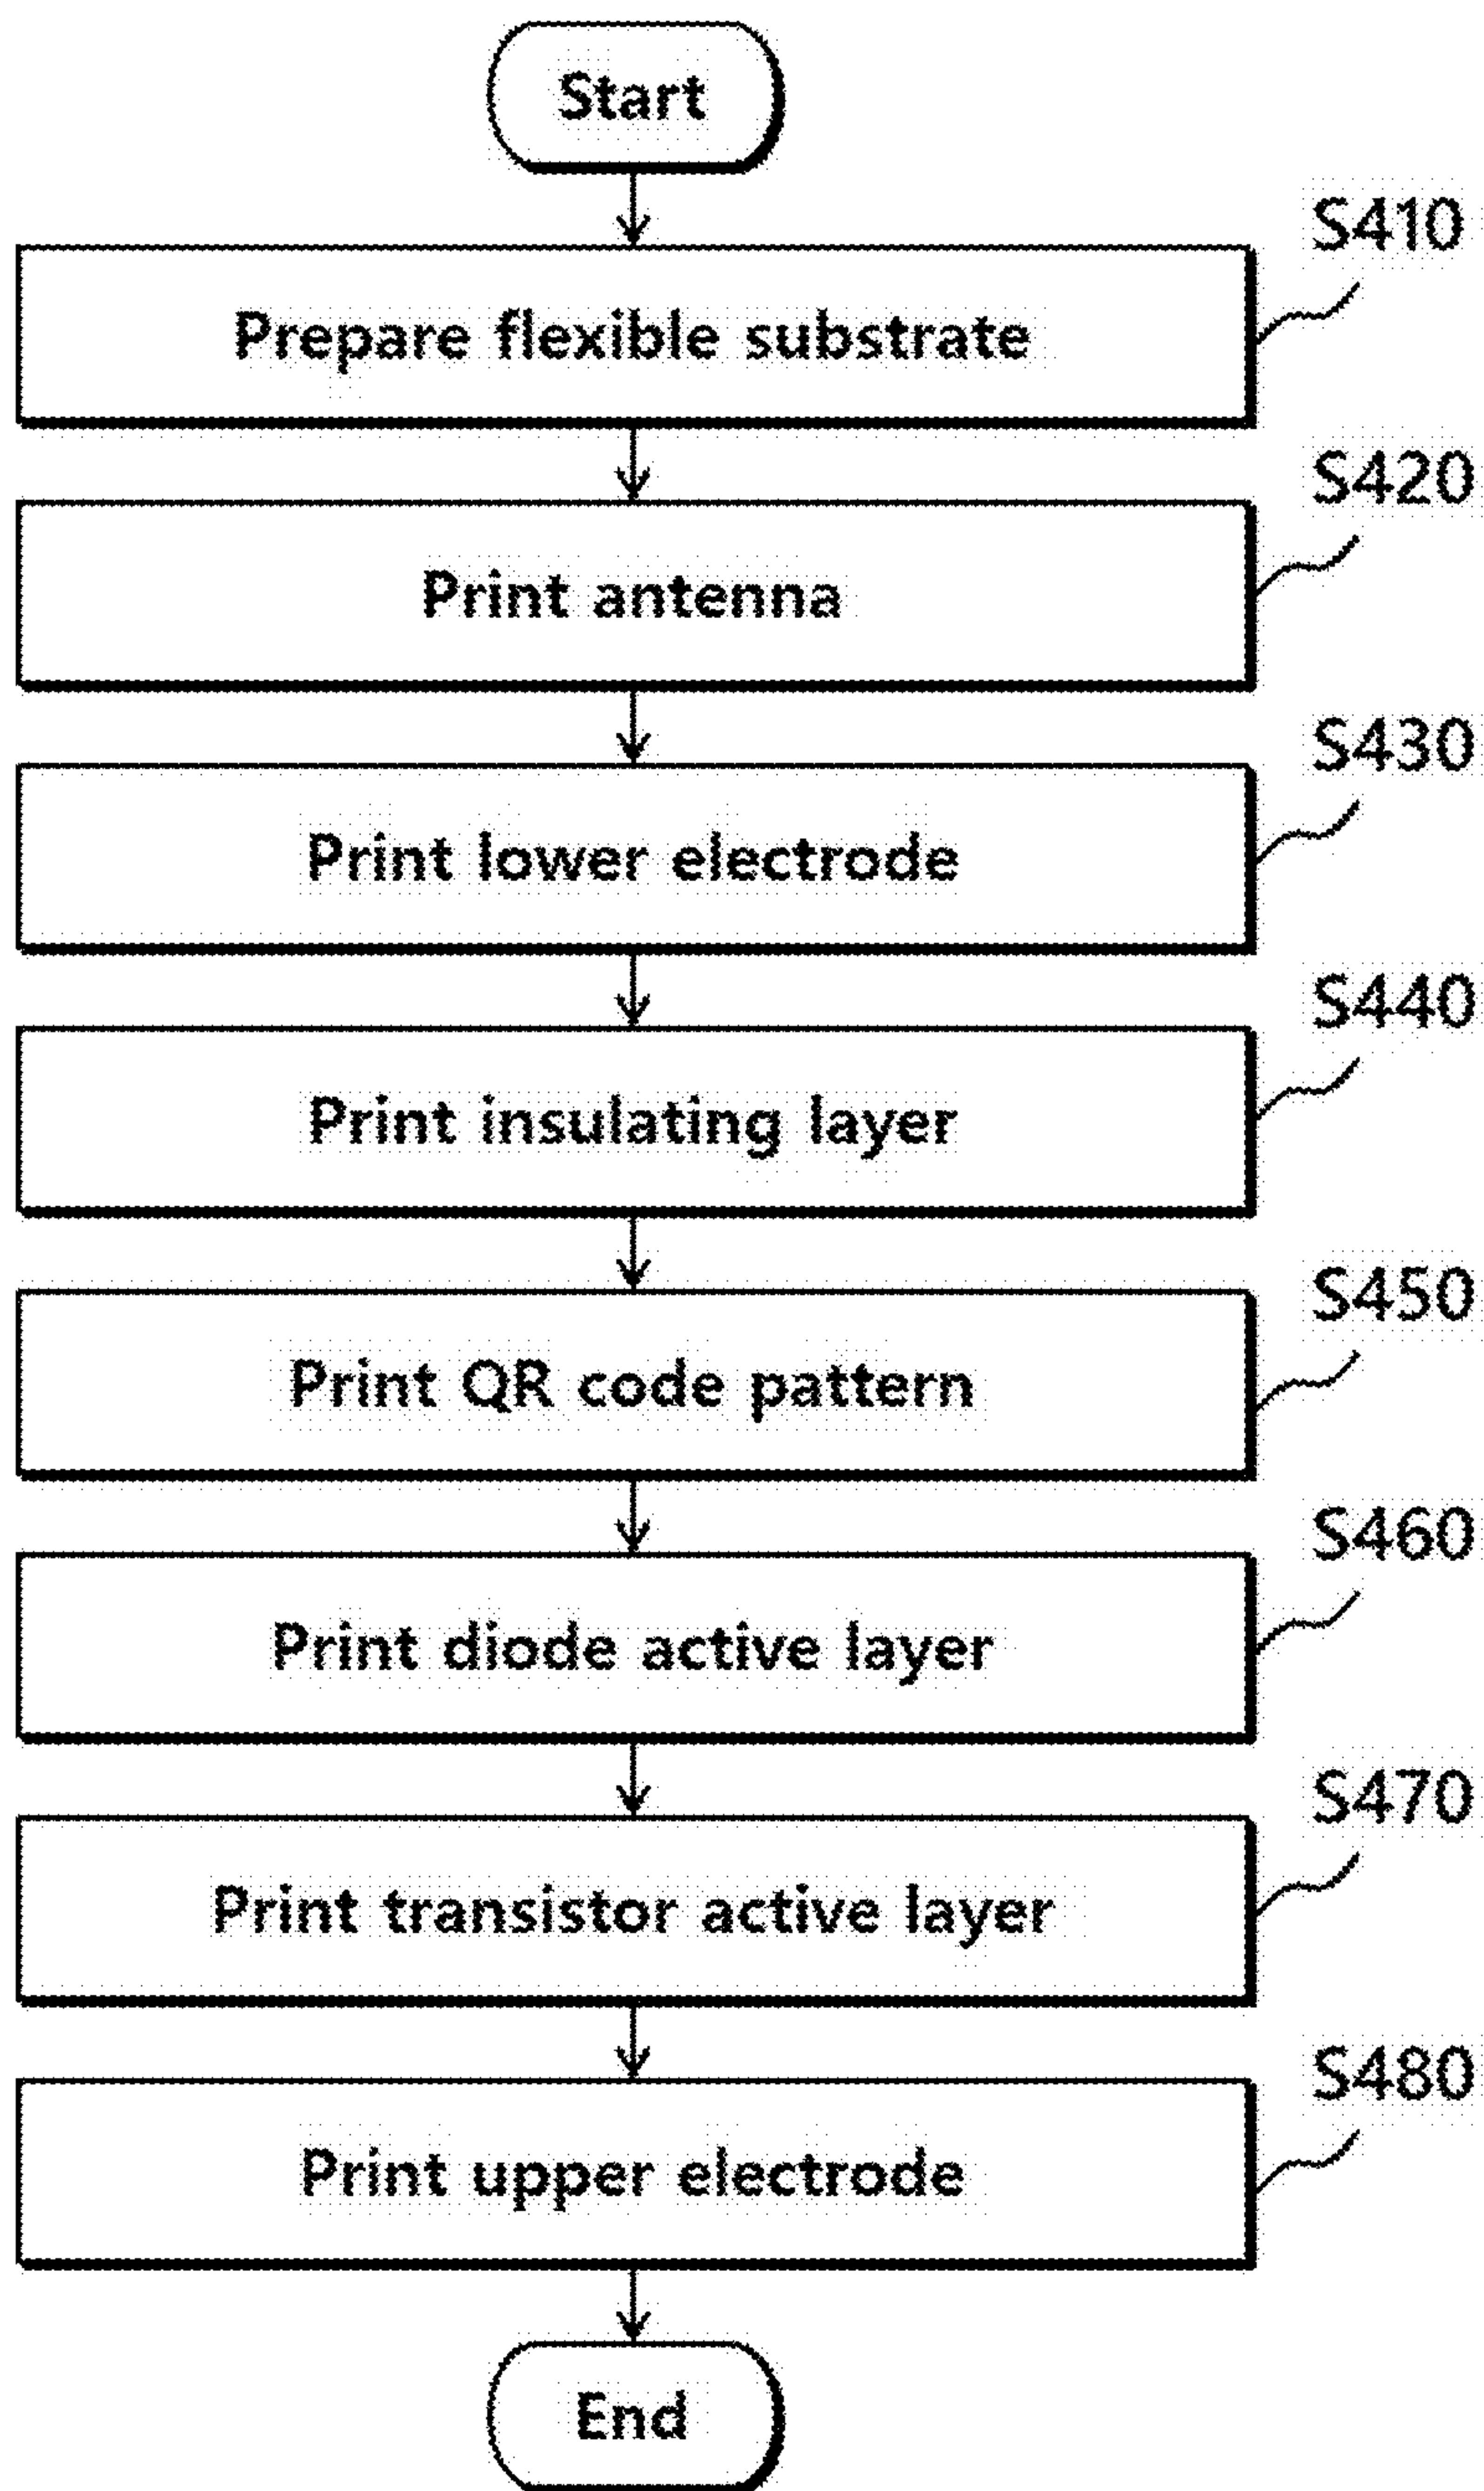 Start
S410
Prepare flexible substrate
S420
Print antenna
S430
Print lower electrode
S440
Print insulating layer
S450
Print QR code pattern
S460
Print diode active layer
S470
Print transistor active layer
S480
Print upper electrode
End